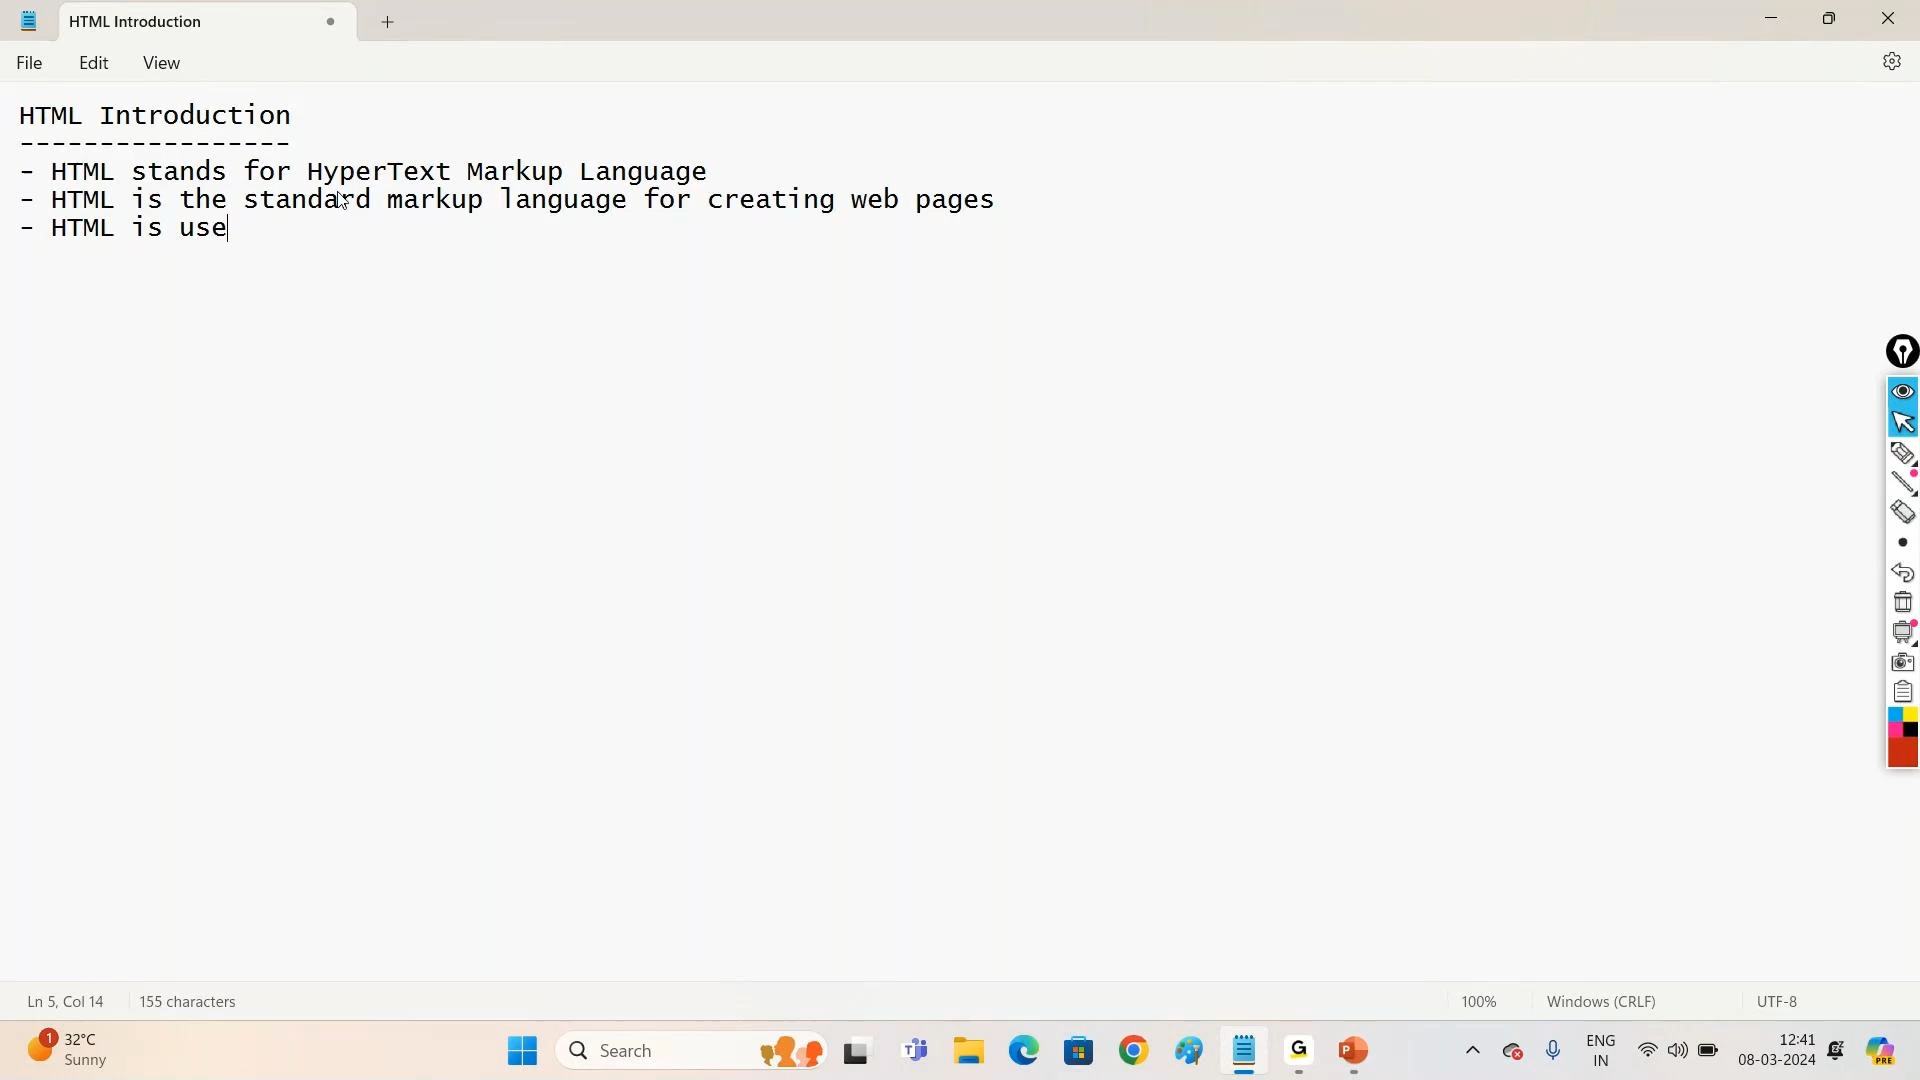 HTML Introduction
File Edit View
HTML Introduction
-----------------
- HTML stands for HyperText Markup Language
- HTML is the standard markup language for creating web pages
- HTML is use
Ln 5, Col 14 155 characters 100% Windows (CRLF) UTF-8
1 32°C
Sunny
Search
ENG
IN
12:41
08-03-2024
PRE